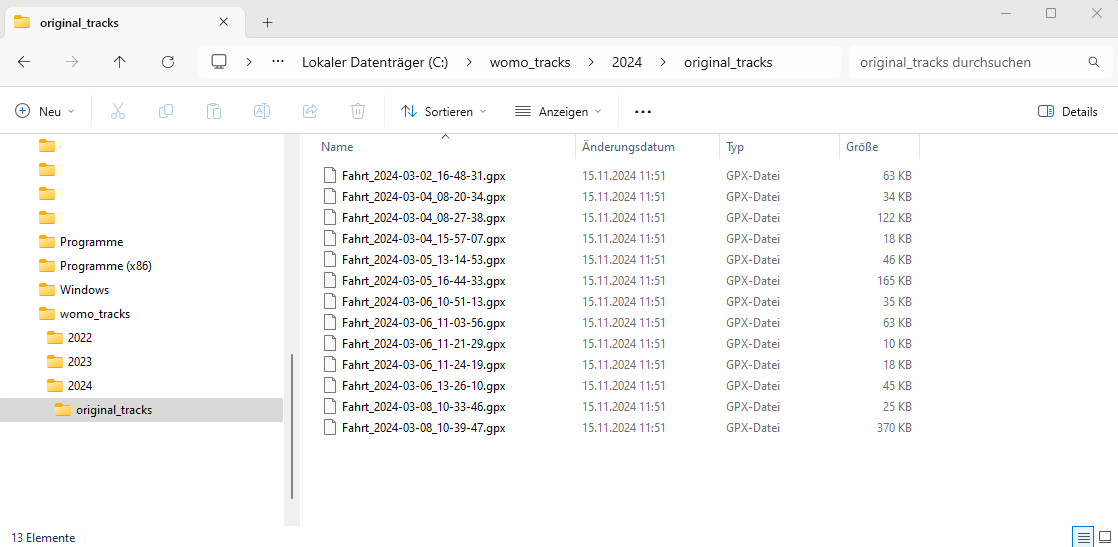 original_tracks
Lokaler Datenträger (C:) > womo_tracks > 2024 > original_tracks
original_tracks durchsuchen
Neu
Sortieren
Anzeigen
Details
Programme
Programme (x86)
Windows
womo_tracks
2022
2023
2024
original_tracks
Name Änderungsdatum Typ Größe
Fahrt_2024-03-02_16-48-31.gpx 15.11.2024 11:51 GPX-Datei 63 KB
Fahrt_2024-03-04_08-20-34.gpx 15.11.2024 11:51 GPX-Datei 34 KB
Fahrt_2024-03-04_08-27-38.gpx 15.11.2024 11:51 GPX-Datei 122 KB
Fahrt_2024-03-04_15-57-07.gpx 15.11.2024 11:51 GPX-Datei 18 KB
Fahrt_2024-03-05_13-14-53.gpx 15.11.2024 11:51 GPX-Datei 46 KB
Fahrt_2024-03-05_16-44-33.gpx 15.11.2024 11:51 GPX-Datei 165 KB
Fahrt_2024-03-06_10-51-13.gpx 15.11.2024 11:51 GPX-Datei 35 KB
Fahrt_2024-03-06_11-03-56.gpx 15.11.2024 11:51 GPX-Datei 63 KB
Fahrt_2024-03-06_11-21-29.gpx 15.11.2024 11:51 GPX-Datei 10 KB
Fahrt_2024-03-06_11-24-19.gpx 15.11.2024 11:51 GPX-Datei 18 KB
Fahrt_2024-03-06_13-26-10.gpx 15.11.2024 11:51 GPX-Datei 45 KB
Fahrt_2024-03-08_10-33-46.gpx 15.11.2024 11:51 GPX-Datei 25 KB
Fahrt_2024-03-08_10-39-47.gpx 15.11.2024 11:51 GPX-Datei 370 KB
13 Elemente